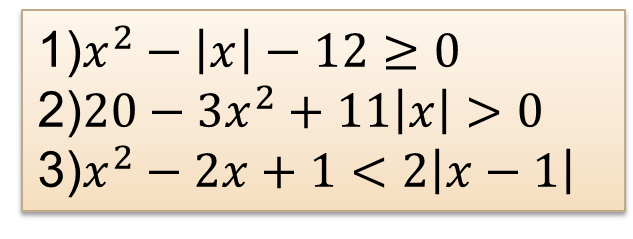 1)x² − |x| − 12 ≥ 0
2)20 − 3x² + 11|x| > 0
3)x² − 2x + 1 < 2|x − 1|